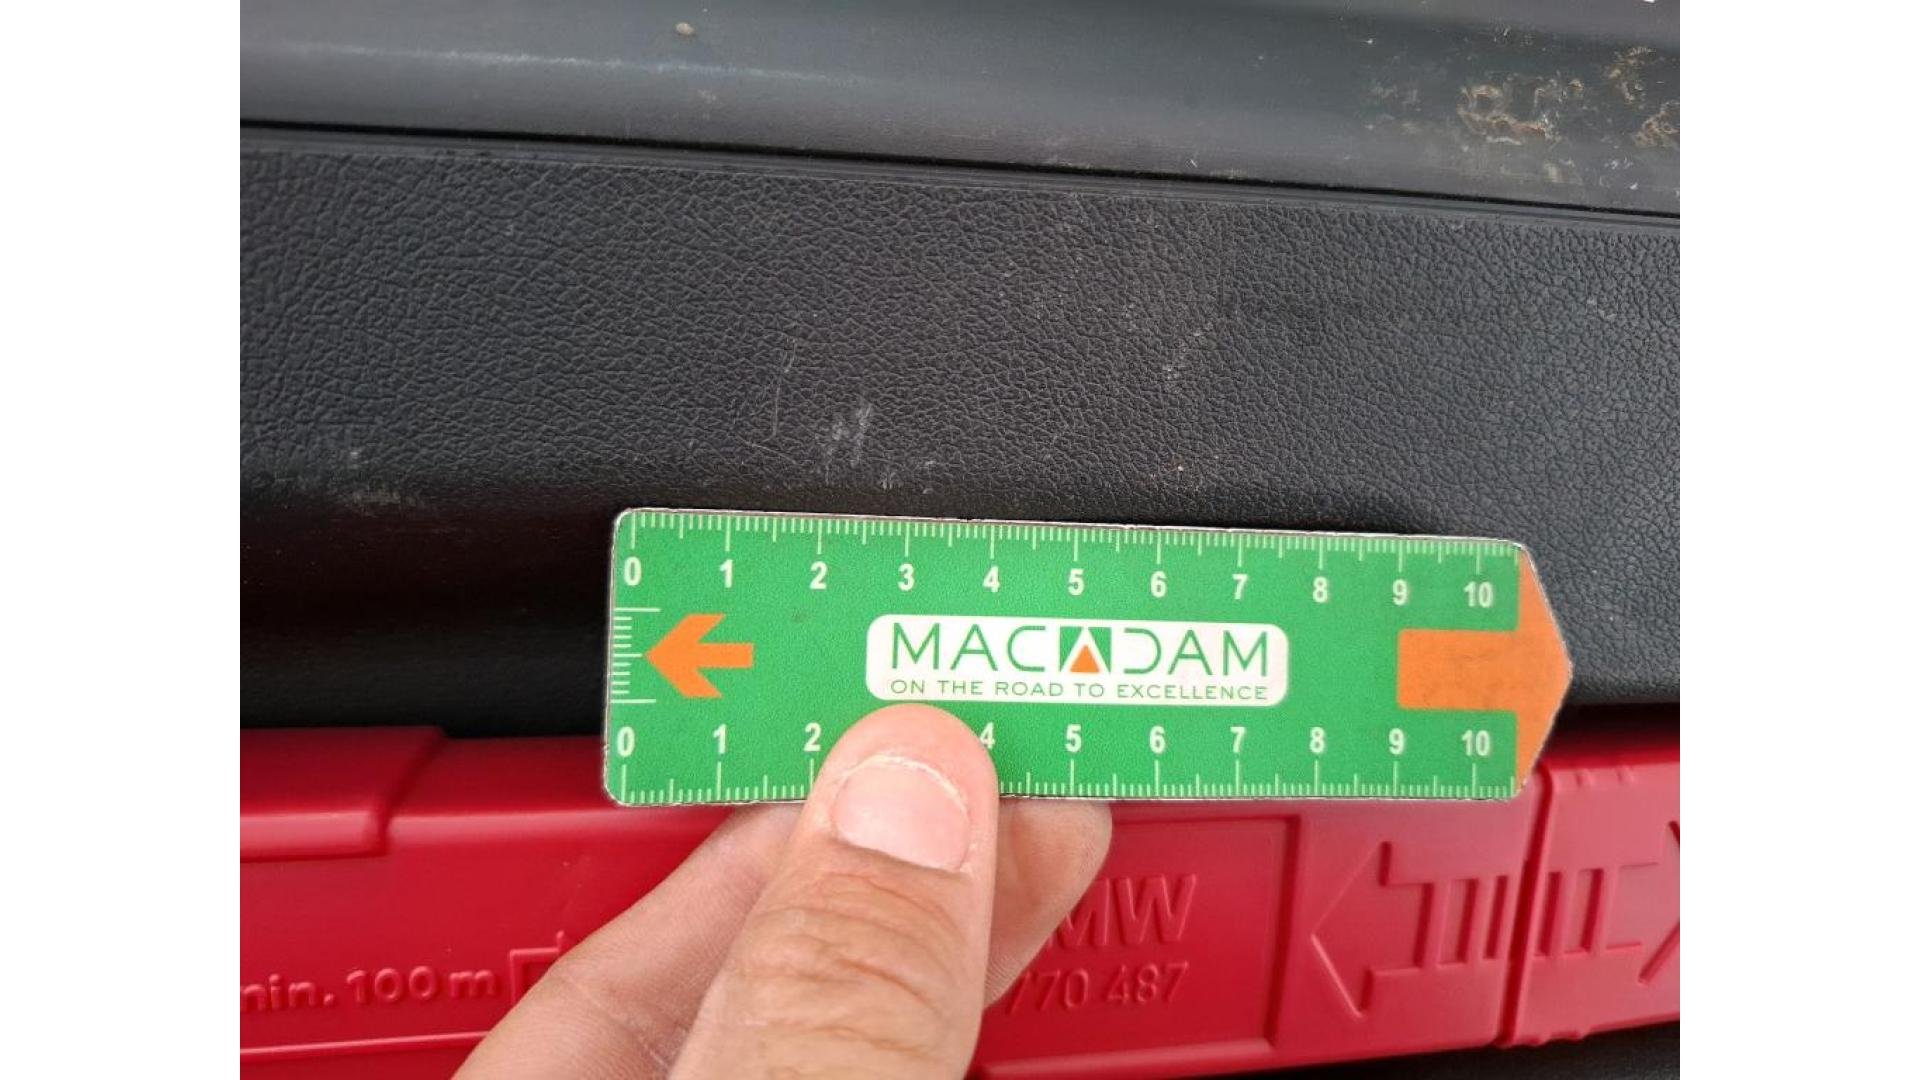 0 1 2 3 4 5 6 7 8 9 10
MACADAM
ON THE ROAD TO EXCELLENCE
0 1 2 4 5 6 7 8 9 10
min. 100 m
770 487